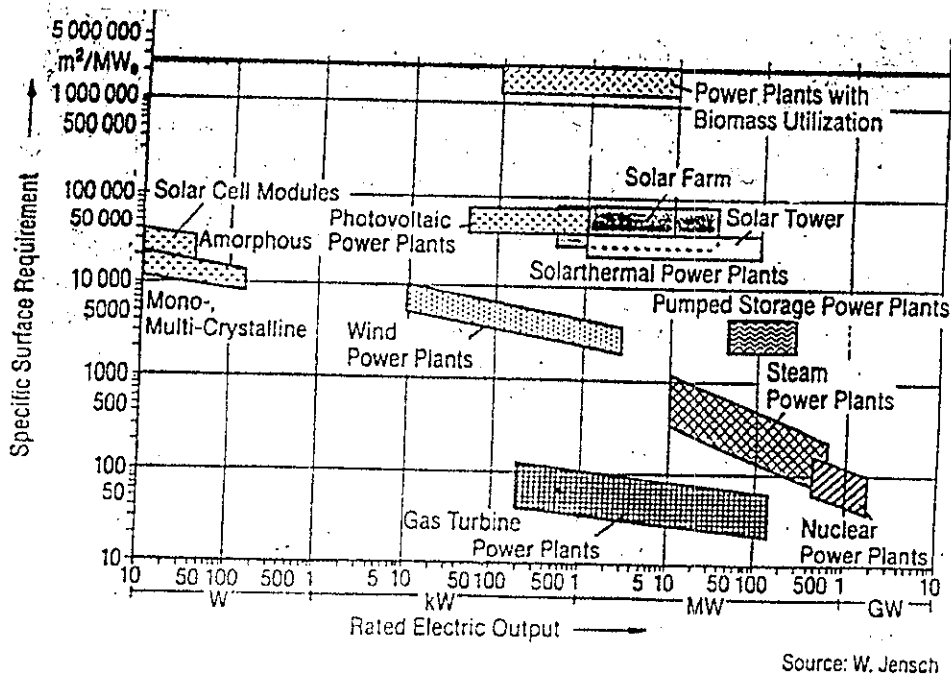 5 000 000
m²/MWe
1000 000
500 000
100 000
50 000
10 000
5000
1000
500
100
50
10
Specific Surface Requirement
Power Plants with
Biomass Utilization
Solar Cell Modules
Solar Farm
Photovoltaic
Power Plants
Solar Tower
Amorphous
Solarthermal Power Plants
Mono-,
Multi-Crystalline
Pumped Storage Power Plants
Wind
Power Plants
Steam
Power Plants
Gas Turbine
Power Plants
Nuclear
Power Plants
10 50 100 500 1 5 10 50 100 500 1 5 10 50 100 500 1 10
W kW MW GW
Rated Electric Output
Source: W. Jensch